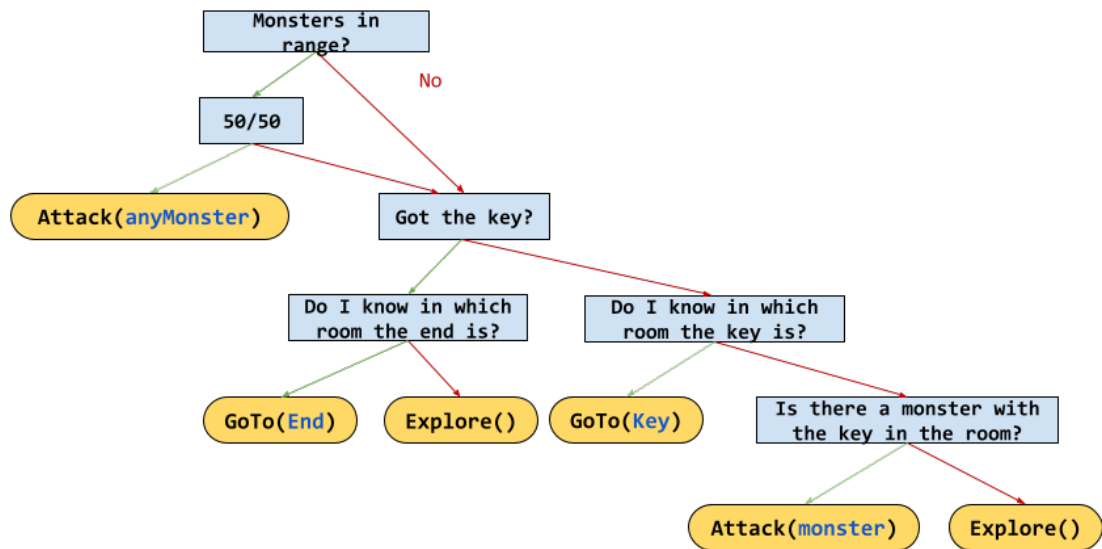 Monsters in
range?
No
50/50
Attack(anyMonster)
Got the key?
Do I know in which
room the end is?
Do I know in which
room the key is?
GoTo(End)
Explore()
GoTo(Key)
Is there a monster with
the key in the room?
Attack(monster)
Explore()